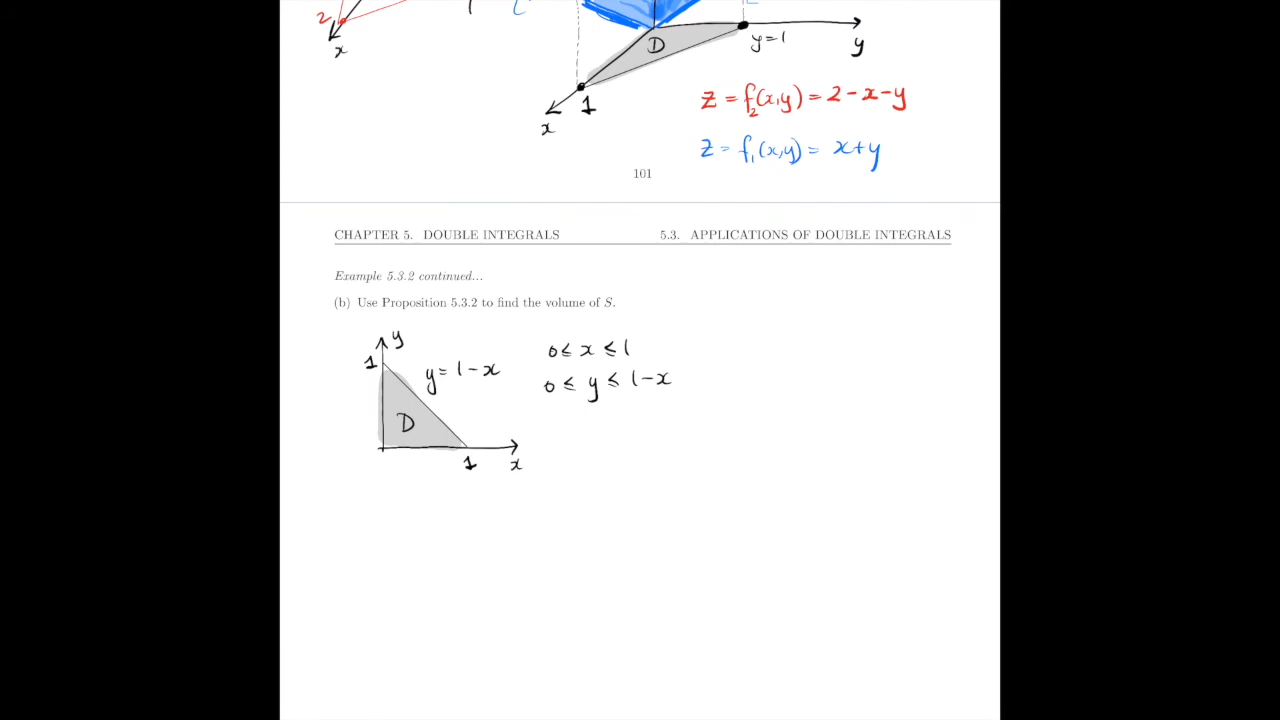 2
x
D
y=1
y
1
x
z = f₂(x,y) = 2-x-y
z = f₁(x,y) = x+y
101
CHAPTER 5. DOUBLE INTEGRALS 5.3. APPLICATIONS OF DOUBLE INTEGRALS
Example 5.3.2 continued...
(b) Use Proposition 5.3.2 to find the volume of S.
y
1
y = 1-x
0 ≤ x ≤ 1
0 ≤ y ≤ 1-x
D
1
x